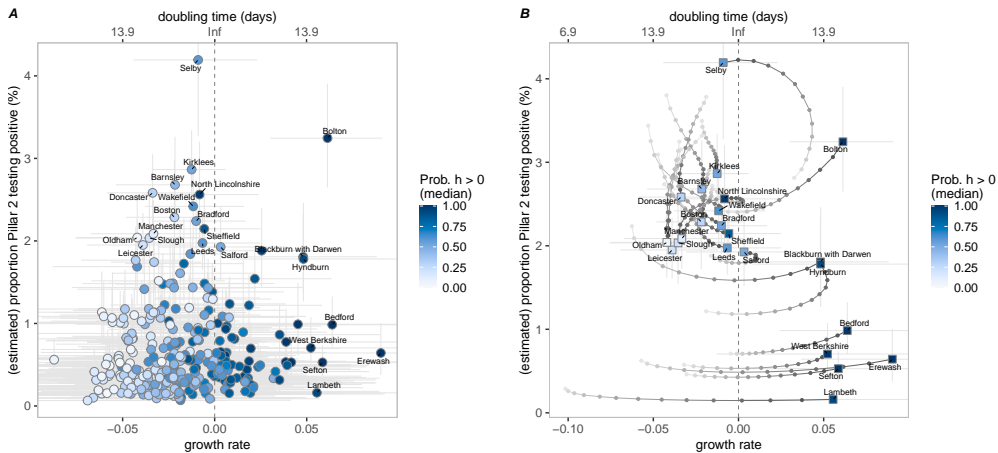 A
doubling time (days)
13.9 Inf 13.9
(estimated) proportion Pillar 2 testing positive (%)
4
3
2
1
0
Selby
Bolton
Kirklees
Barnsley
North Lincolnshire
Doncaster
Wakefield
Boston
Bradford
Manchester
Oldham
Slough
Sheffield
Leicester
Leeds
Salford
Blackburn with Darwen
Hyndburn
Bedford
West Berkshire
Erewash
Sefton
Lambeth
−0.05 0.00 0.05
growth rate
Prob. h > 0
(median)
1.00
0.75
0.50
0.25
0.00
B
doubling time (days)
6.9 13.9 Inf 13.9
(estimated) proportion Pillar 2 testing positive (%)
4
3
2
1
0
Selby
Bolton
Kirklees
Barnsley
North Lincolnshire
Doncaster
Wakefield
Boston
Bradford
Manchester
Oldham
Slough
Sheffield
Leicester
Leeds
Salford
Blackburn with Darwen
Hyndburn
Bedford
West Berkshire
Erewash
Sefton
Lambeth
−0.10 −0.05 0.00 0.05
growth rate
Prob. h > 0
(median)
1.00
0.75
0.50
0.25
0.00